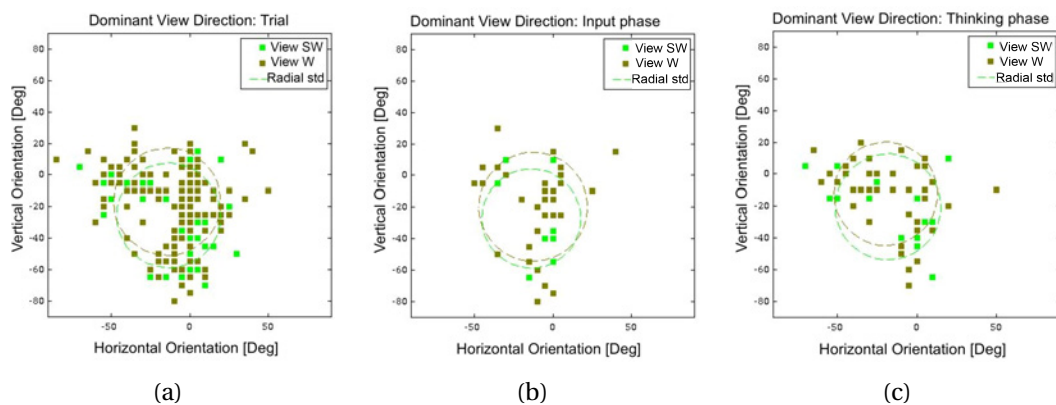 Dominant View Direction: Trial
80
60
40
20
-0
-20
-40
-60
-80
-50
0
50
Vertical Orientation [Deg]
Horizontal Orientation [Deg]
View SW
View W
Radial std
(a)
Dominant View Direction: Input phase
80
60
40
20
-0
-20
-40
-60
-80
-50
0
50
Vertical Orientation [Deg]
Horizontal Orientation [Deg]
View SW
View W
Radial std
(b)
Dominant View Direction: Thinking phase
80
60
40
20
-0
-20
-40
-60
-80
-50
0
50
Vertical Orientation [Deg]
Horizontal Orientation [Deg]
View SW
View W
Radial std
(c)